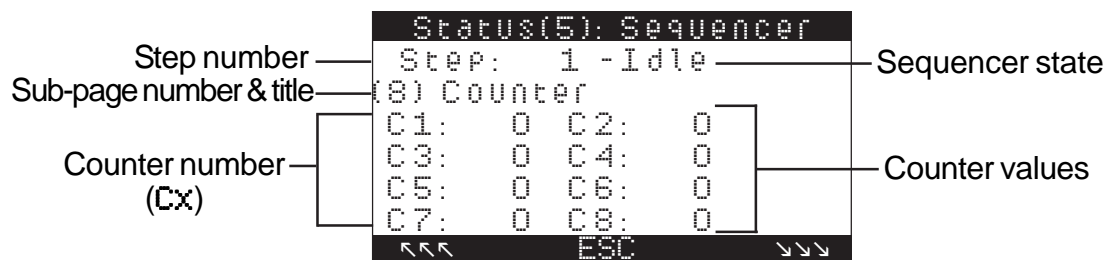 Status(5): Sequencer
Step number
Step: 1 -Idle
Sequencer state
Sub-page number & title
(8) Counter
C1: 0 C2: 0
C3: 0 C4: 0
Counter number
(Cx)
Counter values
C5: 0 C6: 0
C7: 0 C8: 0
↖↖↖ ESC ↘↘↘